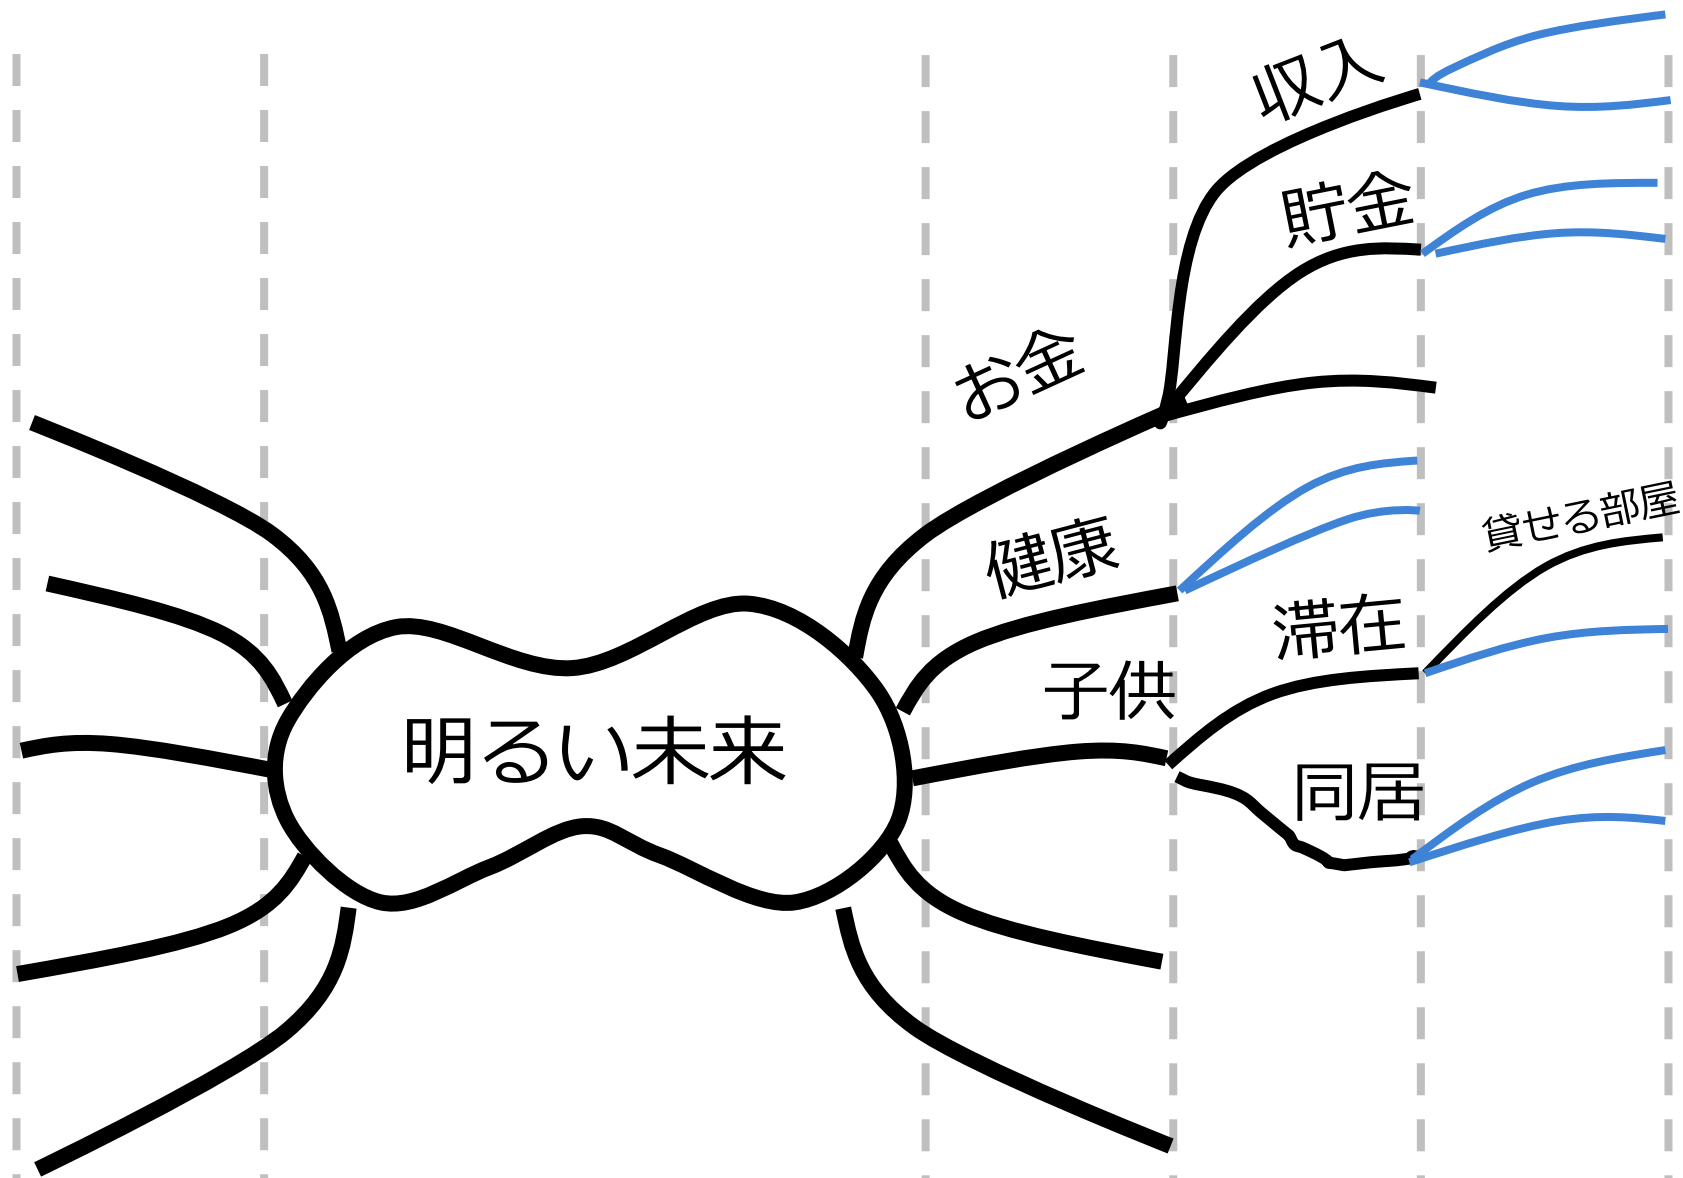 収入
貯金
お金
貸せる部屋
健康
滞在
子供
明るい未来
同居